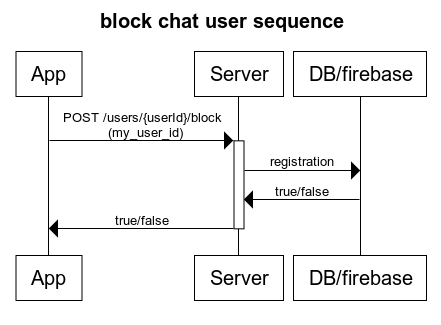 block chat user sequence
App
Server
DB/firebase
POST /users/{userId}/block
(my_user_id)
registration
true/false
true/false
App
Server
DB/firebase